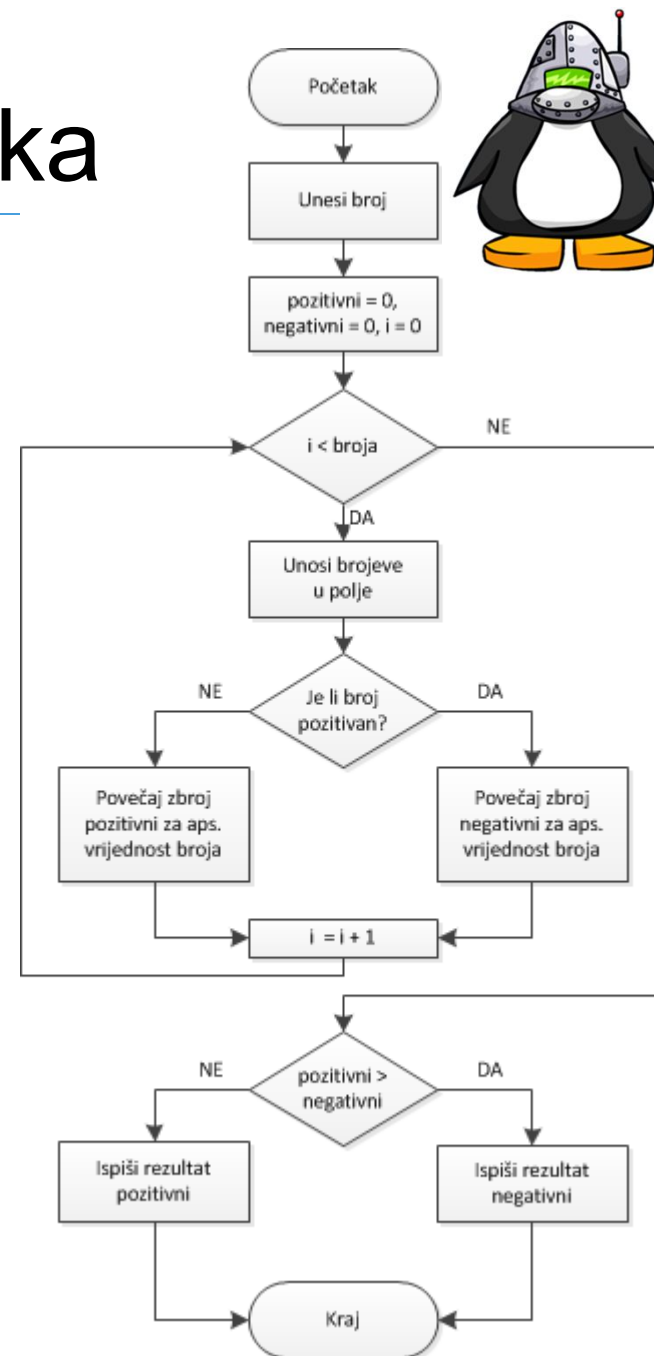 ka
Početak
Unesi broj
pozitivni = 0,
negativni = 0, i = 0
i < broja
NE
DA
Unosi brojeve
u polje
Je li broj
pozitivan?
NE
DA
Povečaj zbroj
pozitivni za aps.
vrijednost broja
Povečaj zbroj
negativni za aps.
vrijednost broja
i = i + 1
pozitivni >
negativni
NE
DA
Ispiši rezultat
pozitivni
Ispiši rezultat
negativni
Kraj